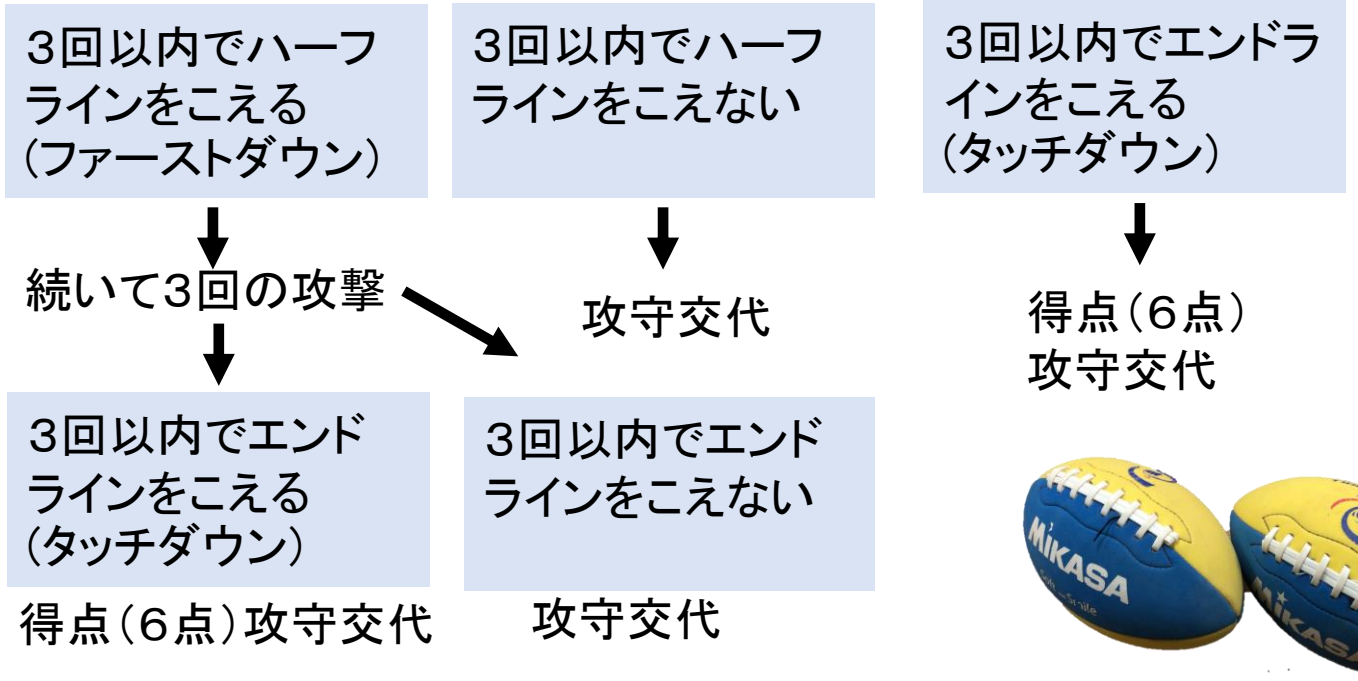 ３回以内でハーフ
ラインをこえる
(ファーストダウン)
３回以内でハーフ
ラインをこえない
３回以内でエンドラ
インをこえる
(タッチダウン)
続いて３回の攻撃
攻守交代
得点(６点)
攻守交代
３回以内でエンド
ラインをこえる
(タッチダウン)
３回以内でエンド
ラインをこえない
得点(６点)攻守交代
攻守交代
MIKASA
Smile
MIKASA